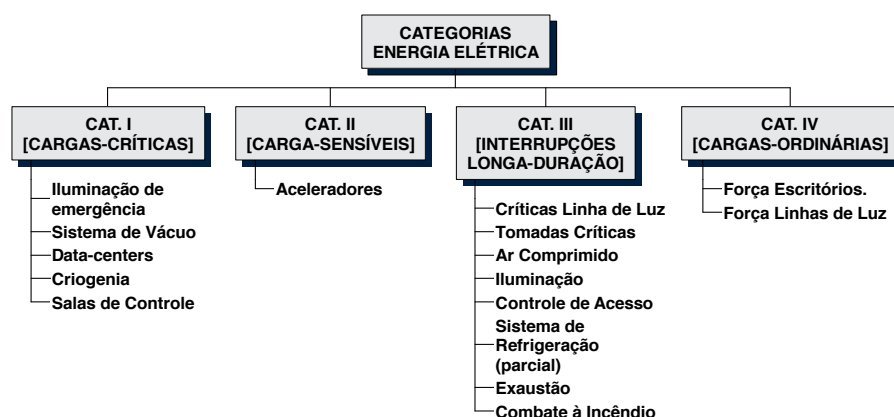 CATEGORIAS
ENERGIA ELÉTRICA
CAT. I
[CARGAS-CRÍTICAS]
Iluminação de
emergência
Sistema de Vácuo
Data-centers
Criogenia
Salas de Controle
CAT. II
[CARGA-SENSÍVEIS]
Aceleradores
CAT. III
[INTERRUPÇÕES
LONGA-DURAÇÃO]
Críticas Linha de Luz
Tomadas Críticas
Ar Comprimido
Iluminação
Controle de Acesso
Sistema de
Refrigeração
(parcial)
Exaustão
Combate à Incêndio
CAT. IV
[CARGAS-ORDINÁRIAS]
Força Escritórios.
Força Linhas de Luz